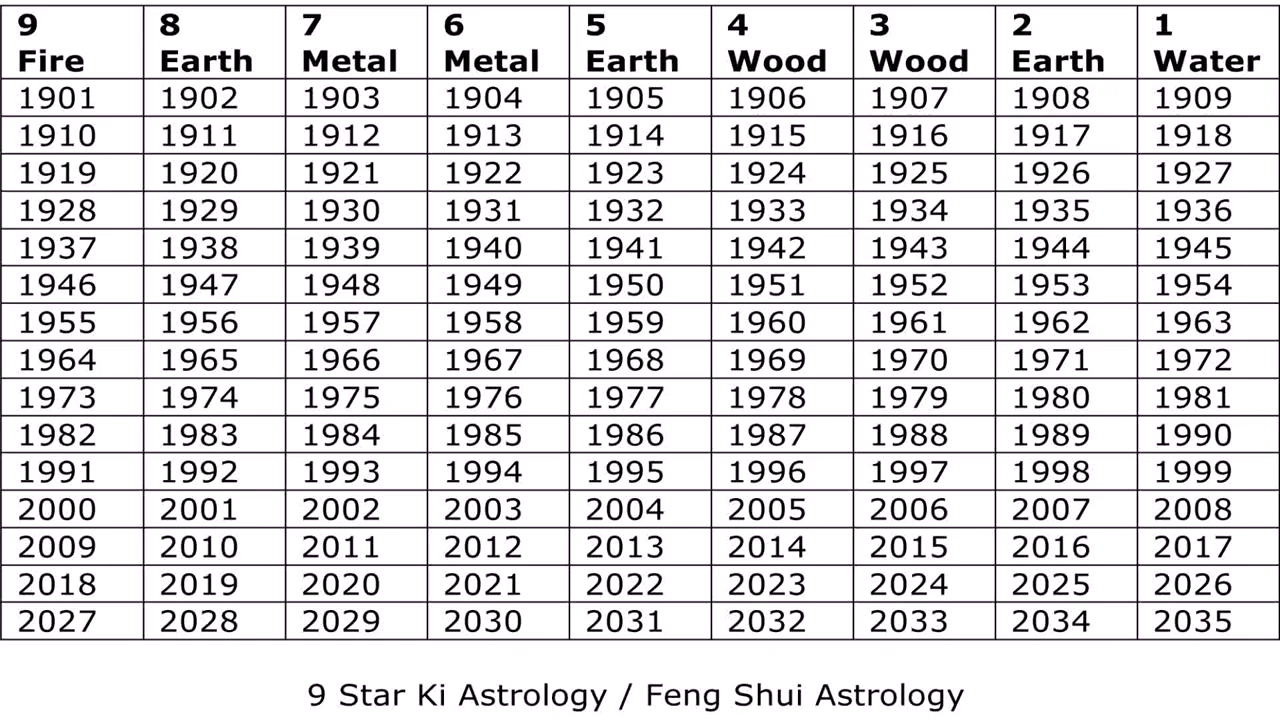 9 8 7 6 5 4 3 2 1
Fire Earth Metal Metal Earth Wood Wood Earth Water
1901 1902 1903 1904 1905 1906 1907 1908 1909
1910 1911 1912 1913 1914 1915 1916 1917 1918
1919 1920 1921 1922 1923 1924 1925 1926 1927
1928 1929 1930 1931 1932 1933 1934 1935 1936
1937 1938 1939 1940 1941 1942 1943 1944 1945
1946 1947 1948 1949 1950 1951 1952 1953 1954
1955 1956 1957 1958 1959 1960 1961 1962 1963
1964 1965 1966 1967 1968 1969 1970 1971 1972
1973 1974 1975 1976 1977 1978 1979 1980 1981
1982 1983 1984 1985 1986 1987 1988 1989 1990
1991 1992 1993 1994 1995 1996 1997 1998 1999
2000 2001 2002 2003 2004 2005 2006 2007 2008
2009 2010 2011 2012 2013 2014 2015 2016 2017
2018 2019 2020 2021 2022 2023 2024 2025 2026
2027 2028 2029 2030 2031 2032 2033 2034 2035
9 Star Ki Astrology / Feng Shui Astrology